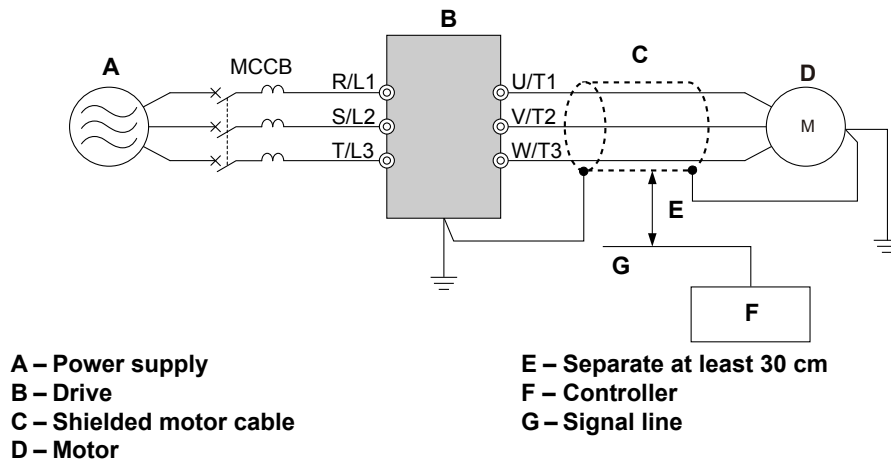 B
A
MCCB
C
D
R/L1
U/T1
S/L2
V/T2
M
T/L3
W/T3
E
G
F
A – Power supply
B – Drive
C – Shielded motor cable
D – Motor
E – Separate at least 30 cm
F – Controller
G – Signal line